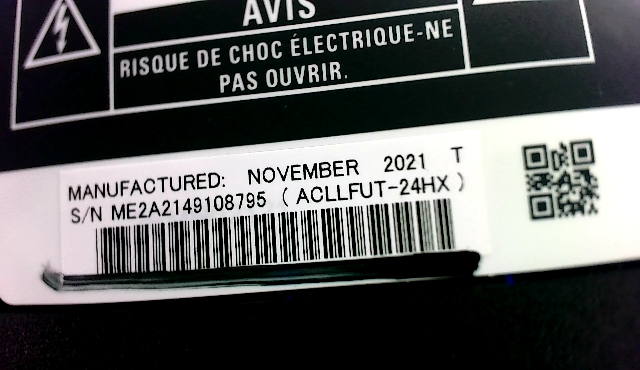 AVIS
RISQUE DE CHOC ÉLECTRIQUE-NE
PAS OUVRIR.
MANUFACTURED: NOVEMBER 2021 T
S/N ME2A2149108795 ( ACLLFUT-24HX )